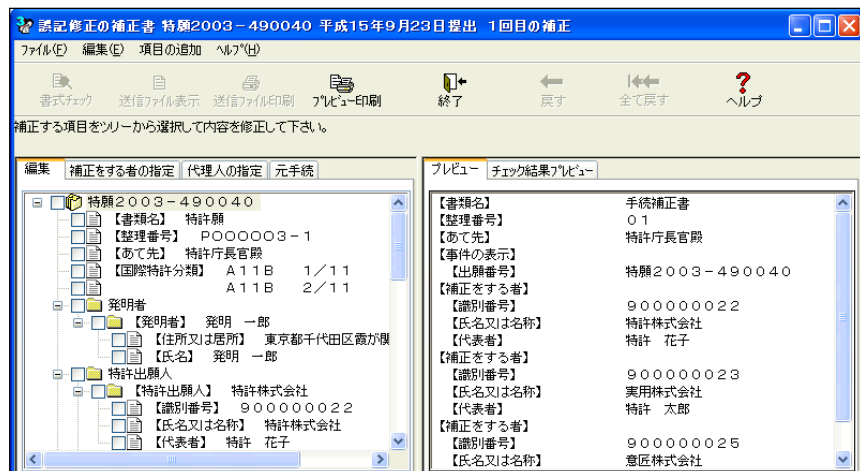 誤記修正の補正書 特願2003-490040 平成15年9月23日提出 1回目の補正
ファイル(F) 編集(E) 項目の追加 ヘルプ(H)
書式チェック 送信ファイル表示 送信ファイル印刷 プレビュー印刷 終了 戻す 全て戻す ヘルプ
補正する項目をツリーから選択して内容を修正して下さい。
編集 補正をする者の指定 代理人の指定 元手続
特願2003-490040
【書類名】 特許願
【整理番号】 P000003-1
【あて先】 特許庁長官殿
【国際特許分類】 A11B 1/11
A11B 2/11
発明者
【発明者】 発明 一郎
【住所又は居所】 東京都千代田区霞が関
【氏名】 発明 一郎
特許出願人
【特許出願人】 特許株式会社
【識別番号】 900000022
【氏名又は名称】 特許株式会社
【代表者】 特許 花子
プレビュー チェック結果プレビュー
【書類名】 手続補正書
【整理番号】 01
【あて先】 特許庁長官殿
【事件の表示】
【出願番号】 特願2003-490040
【補正をする者】
【識別番号】 900000022
【氏名又は名称】 特許株式会社
【代表者】 特許 花子
【補正をする者】
【識別番号】 900000023
【氏名又は名称】 実用株式会社
【代表者】 特許 太郎
【補正をする者】
【識別番号】 900000025
【氏名又は名称】 意匠株式会社